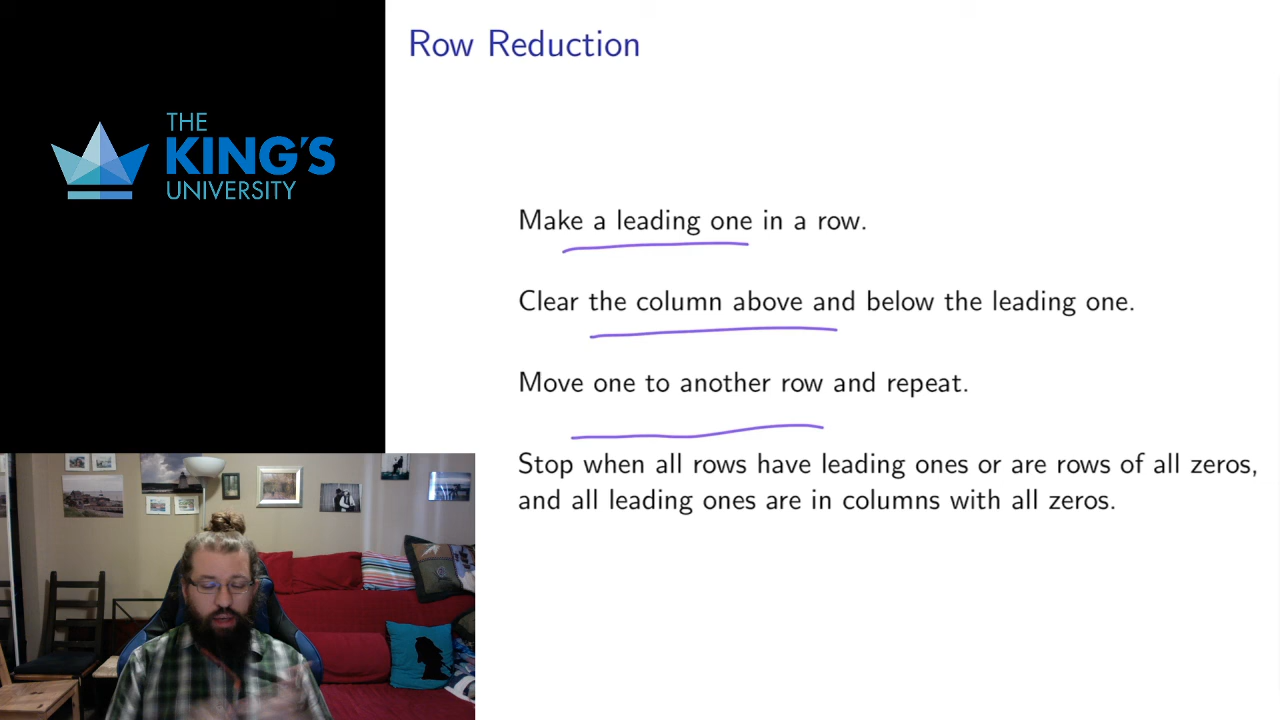 Row Reduction
THE
KING'S
UNIVERSITY
Make a leading one in a row.
Clear the column above and below the leading one.
Move one to another row and repeat.
Stop when all rows have leading ones or are rows of all zeros,
and all leading ones are in columns with all zeros.